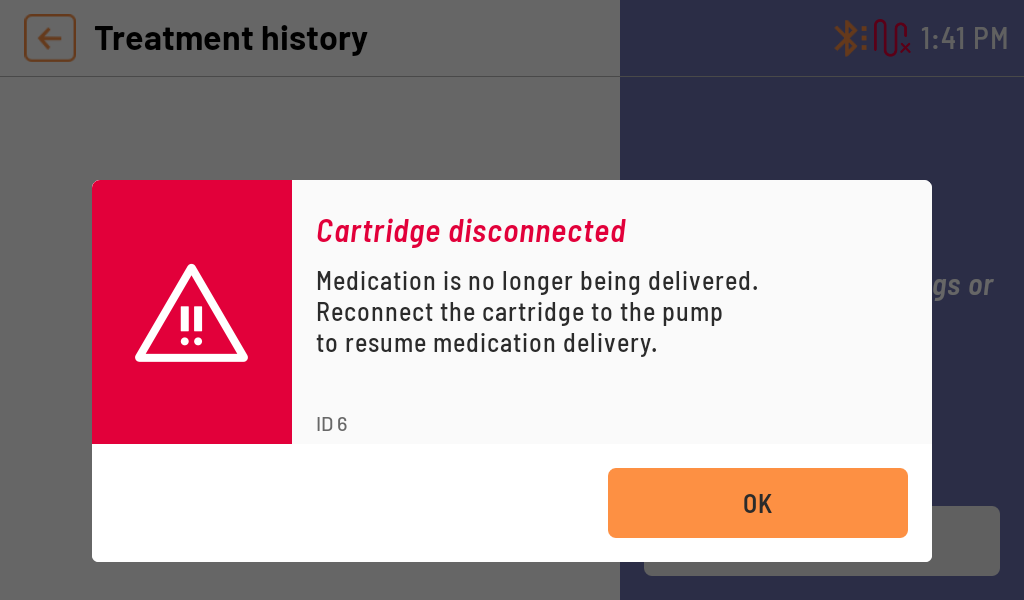 Treatment history
1:41 PM
gs or
Cartridge disconnected
Medication is no longer being delivered.
Reconnect the cartridge to the pump
to resume medication delivery.
ID 6
OK